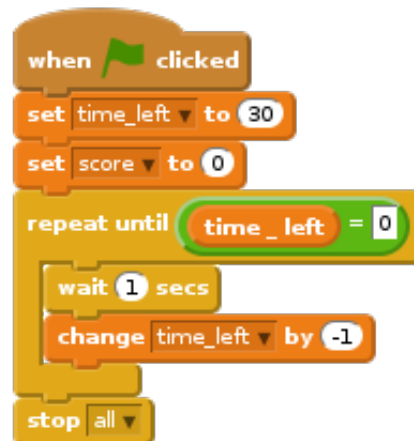 when clicked
set time_left ▾ to 30
set score ▾ to 0
repeat until time _ left = 0
wait 1 secs
change time_left ▾ by -1
stop all ▾